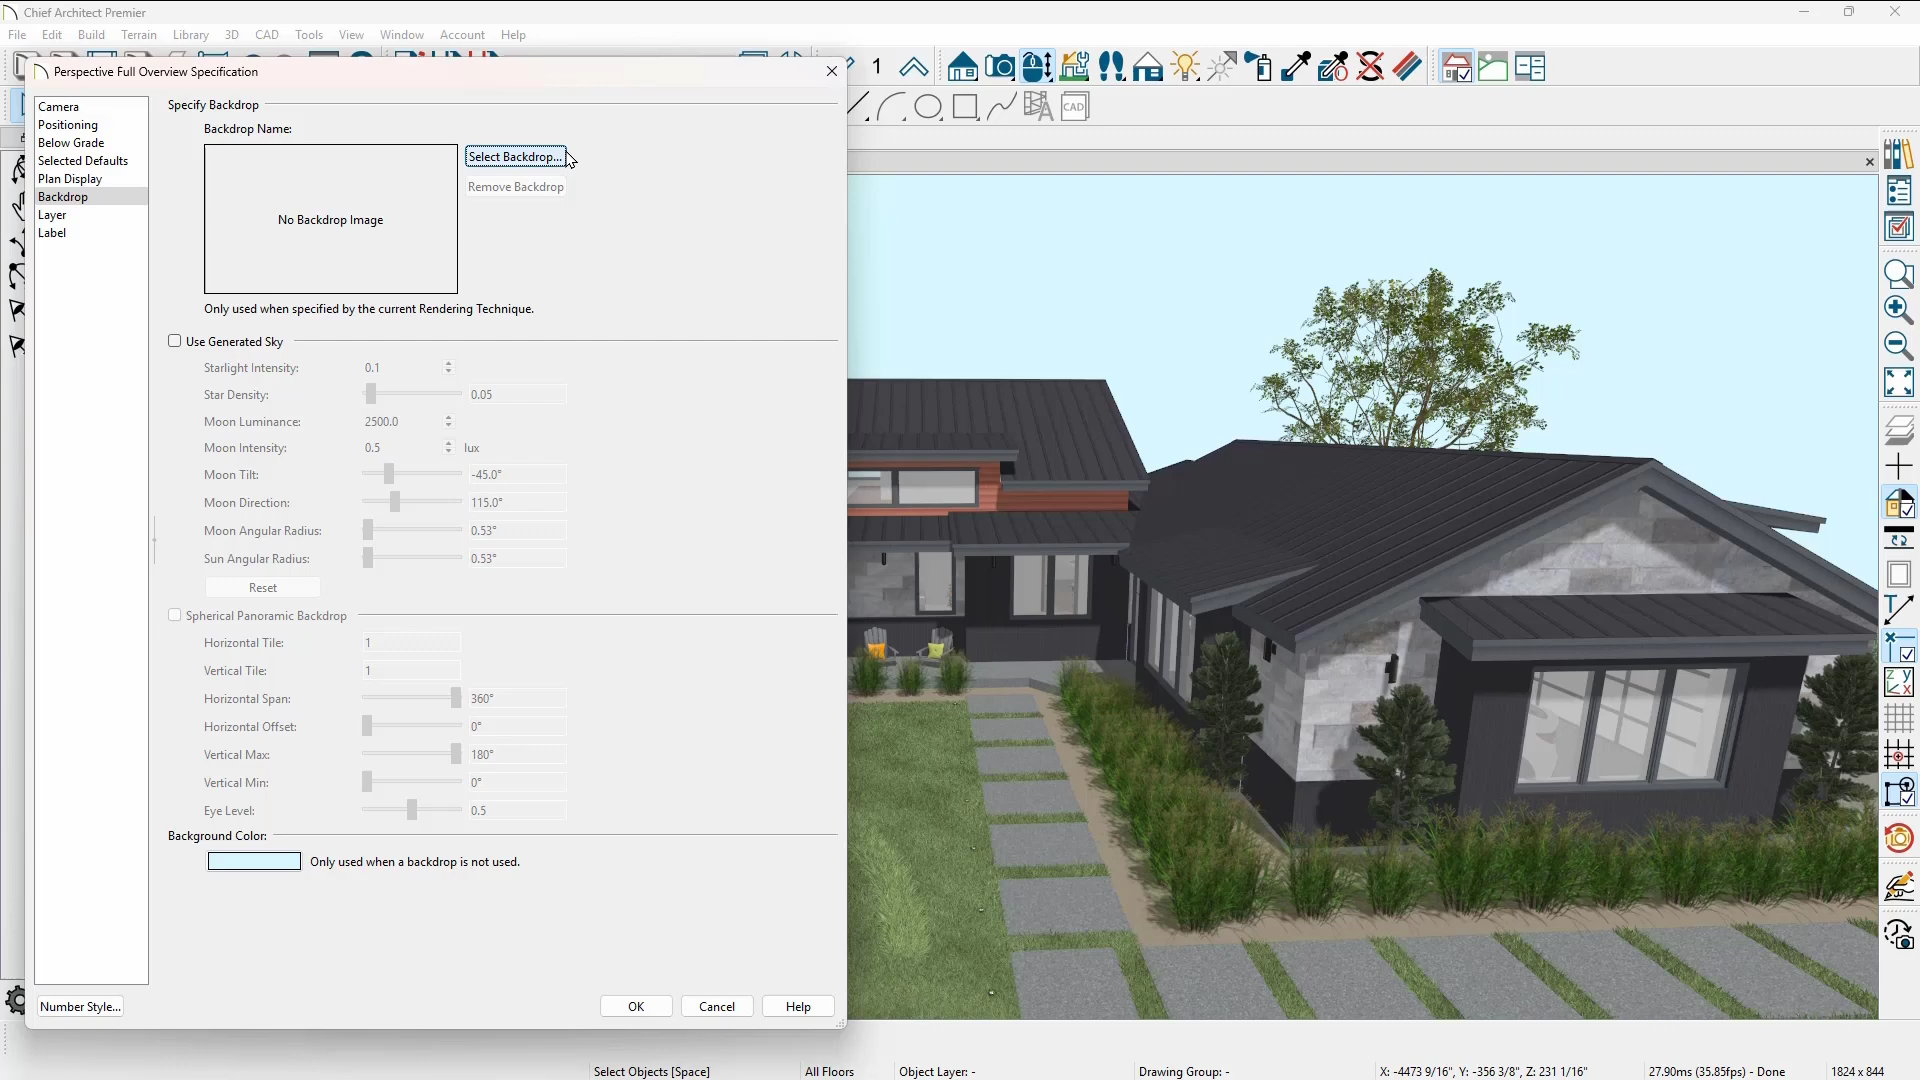 Chief Architect Premier
File Edit Build Terrain Library 3D CAD Tools View Window Account Help
1
Perspective Full Overview Specification
CAD
Camera
Positioning
Below Grade
Selected Defaults
Plan Display
Backdrop
Layer
Label
Specify Backdrop
Backdrop Name:
Select Backdrop...
Remove Backdrop
No Backdrop Image
Only used when specified by the current Rendering Technique.
Use Generated Sky
Starlight Intensity: 0.1
Star Density: 0.05
Moon Luminance: 2500.0
Moon Intensity: 0.5 lux
Moon Tilt: -45.0°
Moon Direction: 115.0°
Moon Angular Radius: 0.53°
Sun Angular Radius: 0.53°
Reset
Spherical Panoramic Backdrop
Horizontal Tile: 1
Vertical Tile: 1
Horizontal Span: 360°
Horizontal Offset: 0°
Vertical Max: 180°
Vertical Min: 0°
Eye Level: 0.5
Background Color:
Only used when a backdrop is not used.
Number Style... OK Cancel Help
Select Objects [Space] All Floors Object Layer: - Drawing Group: - X: -4473 9/16", Y: -356 3/8", Z: 231 1/16" 27.90ms (35.85fps) - Done 1824 x 844